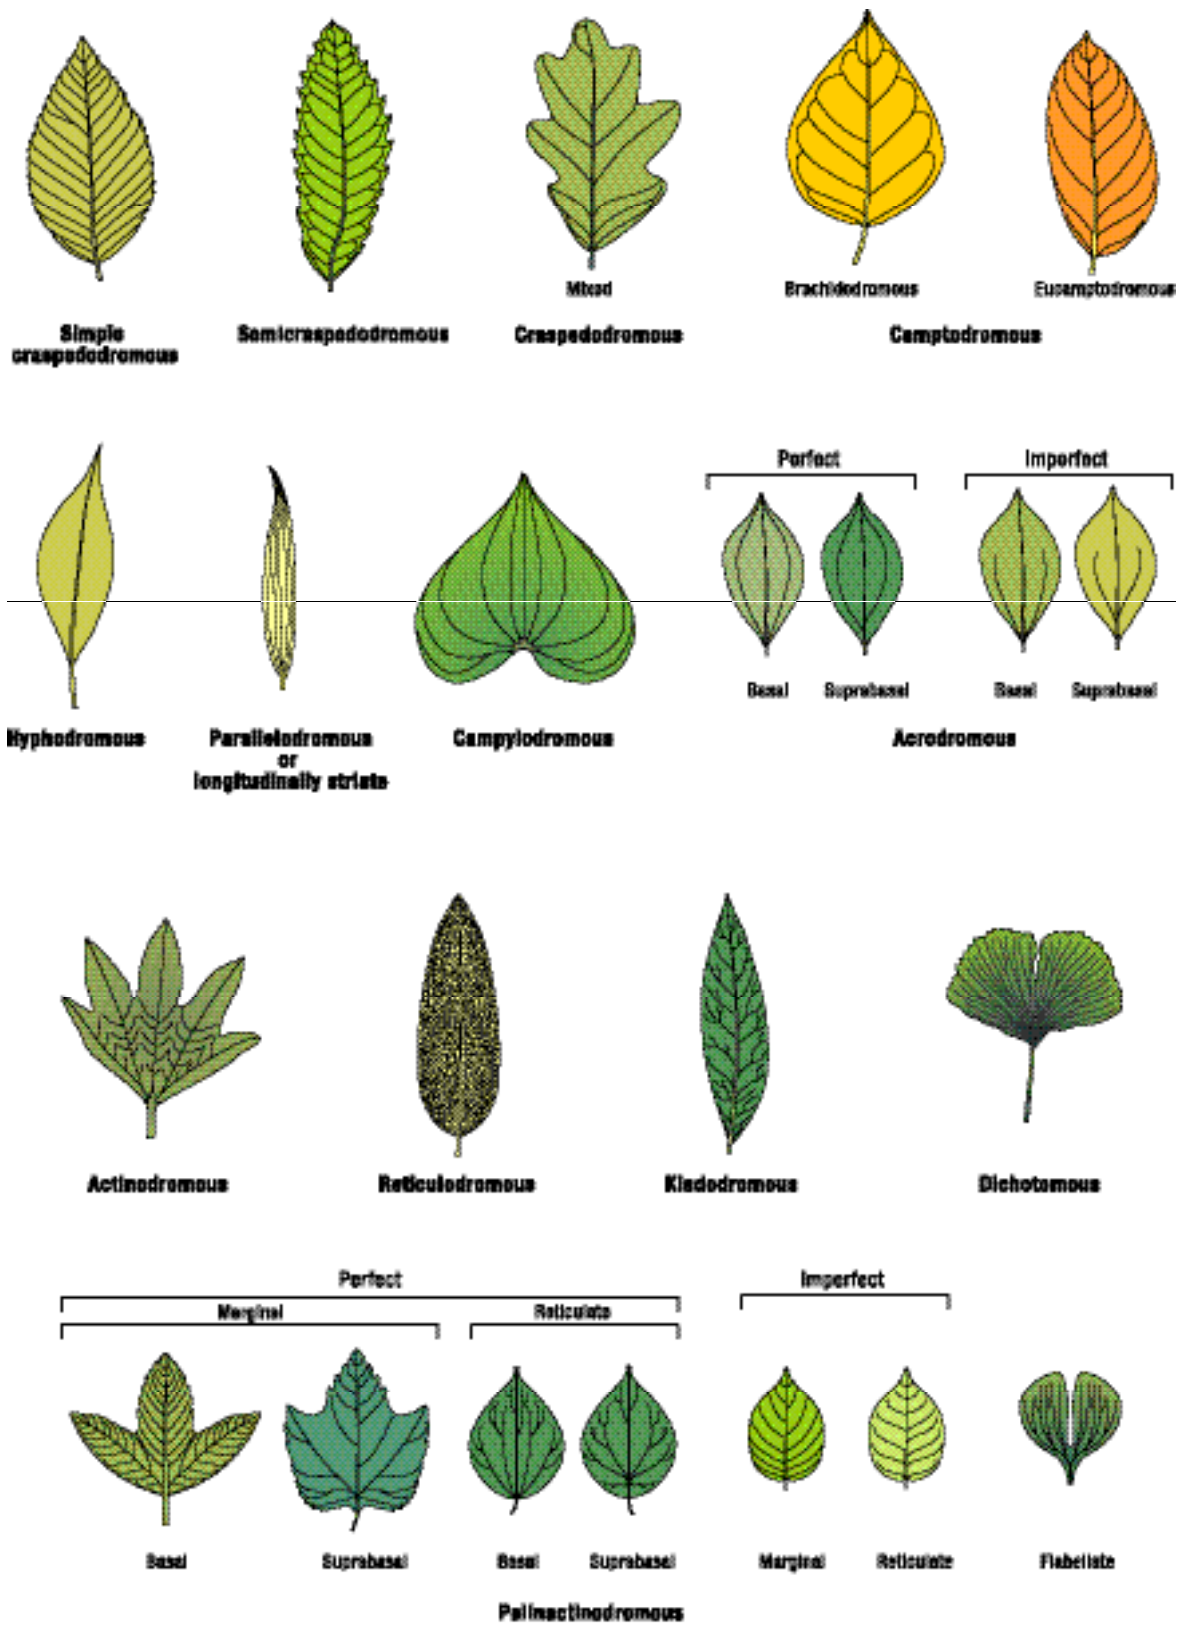 Mixed
Brachidodromous
Eucamptodromous
Simple
craspedodromous
Semicraspedodromous
Craspedodromous
Camptodromous
Perfect
Imperfect
Basal
Suprabasal
Basal
Suprabasal
Hyphodromous
Parallelodromous
or
longitudinally striate
Campylodromous
Acrodromous
Actinodromous
Reticulodromous
Kladodromous
Dichotomous
Perfect
Imperfect
Marginal
Reticulate
Basal
Suprabasal
Basal
Suprabasal
Marginal
Reticulate
Flabellate
Palinactinodromous